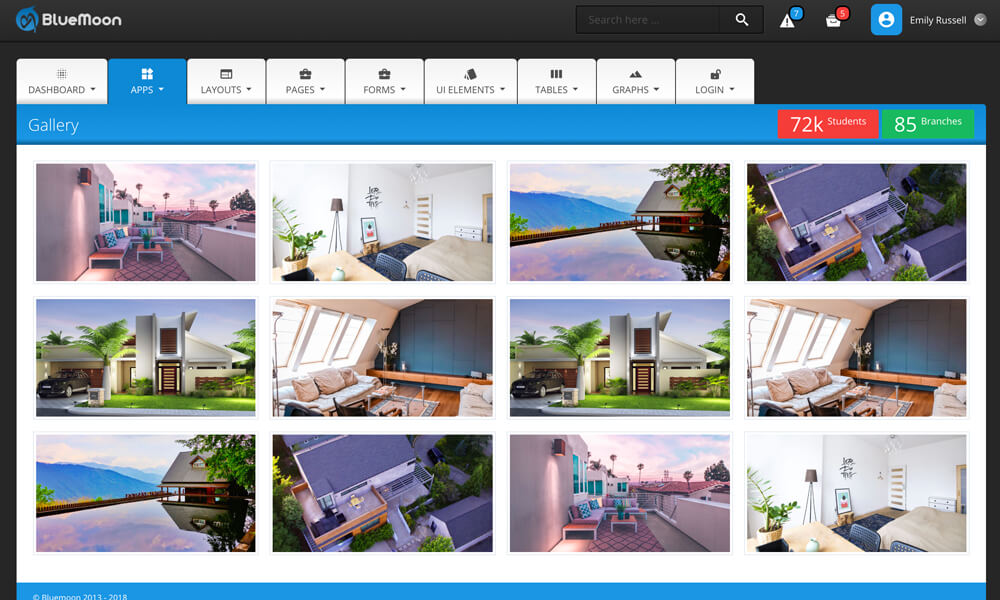 BlueMoon
Search here ...
7
5
Emily Russell
DASHBOARD
APPS
LAYOUTS
PAGES
FORMS
UI ELEMENTS
TABLES
GRAPHS
LOGIN
Gallery
72k Students
85 Branches
© Bluemoon 2013 - 2018